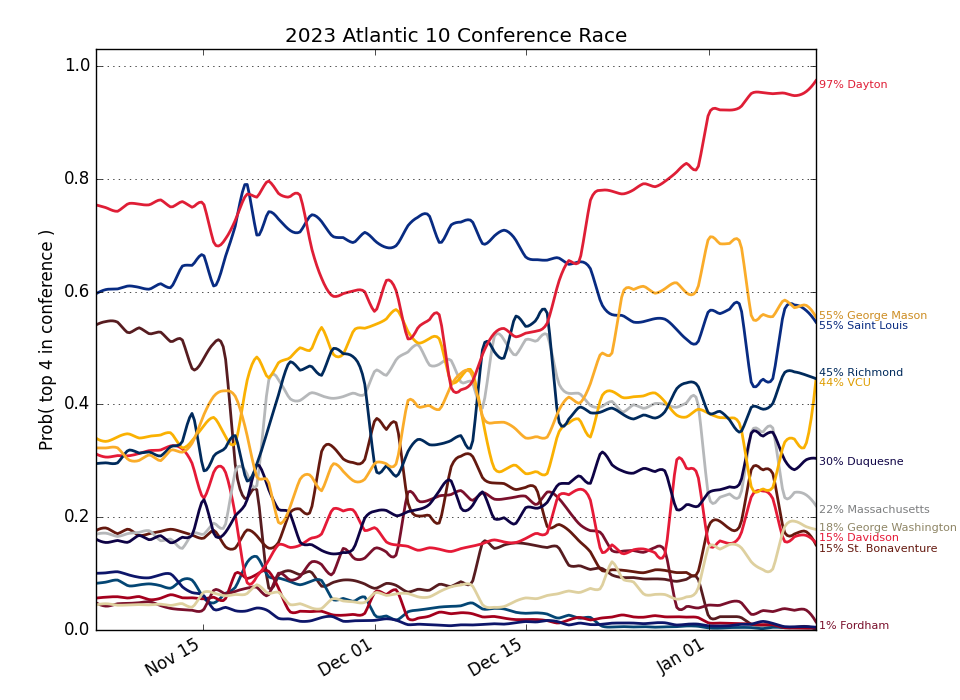 2023 Atlantic 10 Conference Race
Prob( top 4 in conference )
1.0
0.8
0.6
0.4
0.2
0.0
Nov 15
Dec 01
Dec 15
Jan 01
97% Dayton
55% George Mason
55% Saint Louis
45% Richmond
44% VCU
30% Duquesne
22% Massachusetts
18% George Washington
15% Davidson
15% St. Bonaventure
1% Fordham